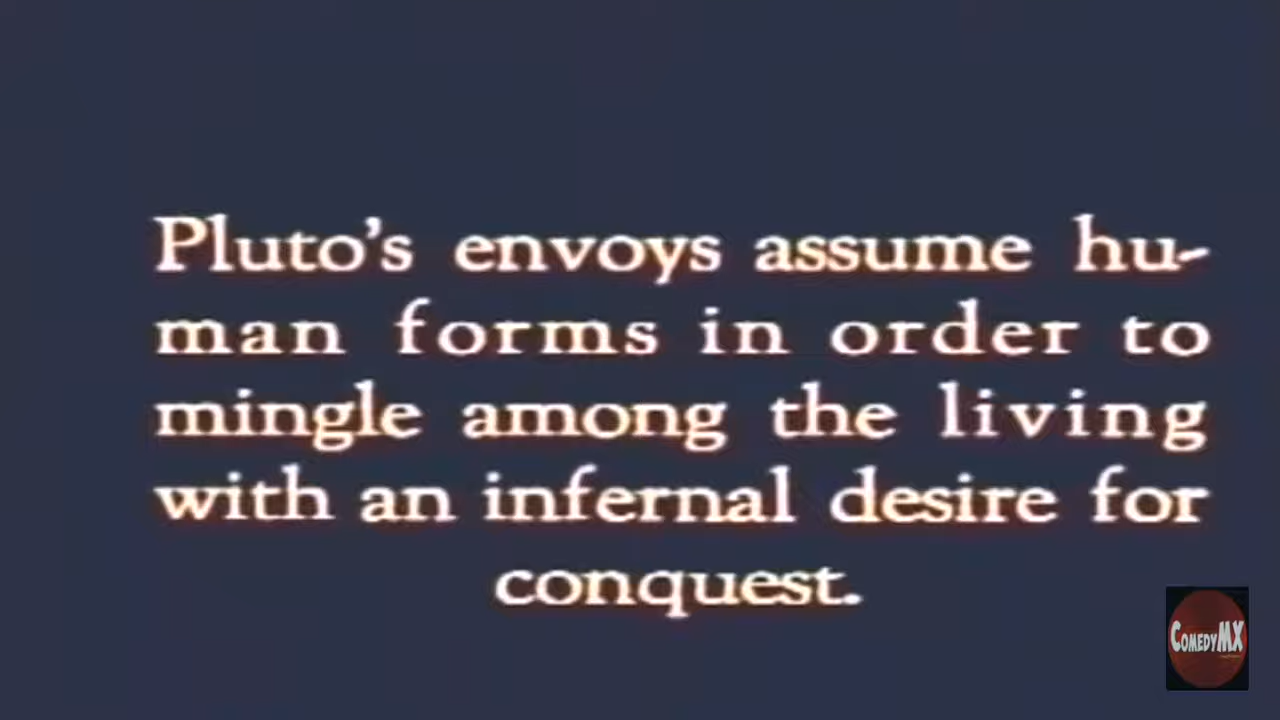 Pluto's envoys assume hu-
man forms in order to
mingle among the living
with an infernal desire for
conquest.
COMEDYMX